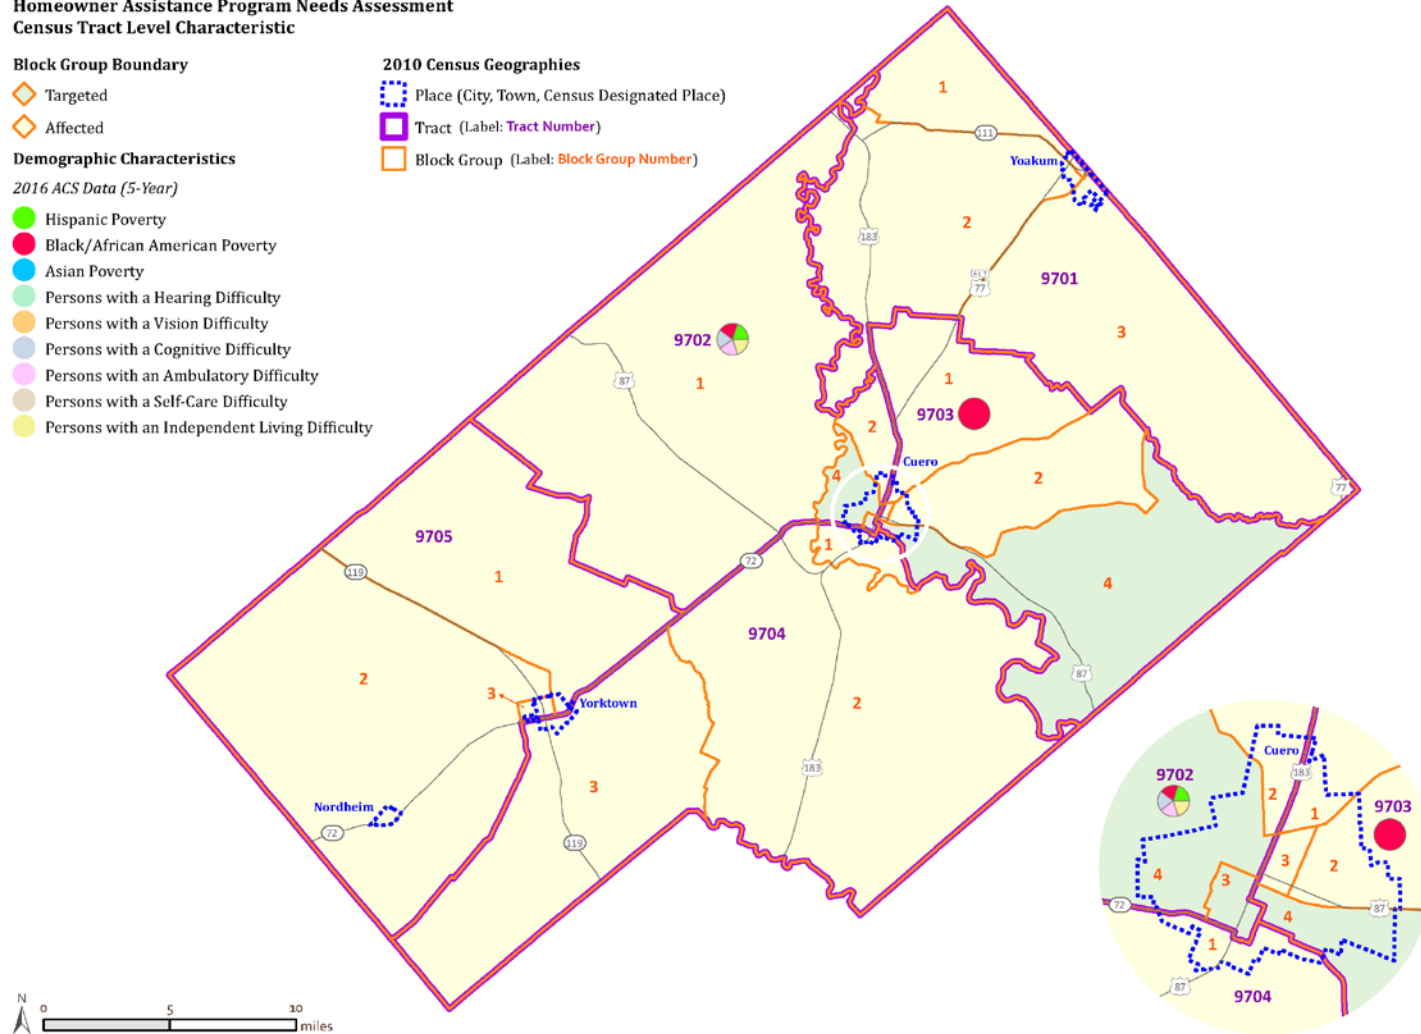 Homeowner Assistance Program Needs Assessment
Census Tract Level Characteristic
Block Group Boundary
Targeted
Affected
Demographic Characteristics
2016 ACS Data (5-Year)
Hispanic Poverty
Black/African American Poverty
Asian Poverty
Persons with a Hearing Difficulty
Persons with a Vision Difficulty
Persons with a Cognitive Difficulty
Persons with an Ambulatory Difficulty
Persons with a Self-Care Difficulty
Persons with an Independent Living Difficulty
2010 Census Geographies
Place (City, Town, Census Designated Place)
Tract (Label: Tract Number)
Block Group (Label: Block Group Number)
1
111
Yoakum
2
183
ALT
77
9701
3
9702
1
87
1
9703
2
Cuero
4
2
77
1
72
4
87
9705
1
119
2
3
Yorktown
9704
2
183
3
Nordheim
72
119
Cuero
183
9702
2
1
9703
3
2
4
3
72
87
4
1
87
9704
N
0
5
10
miles